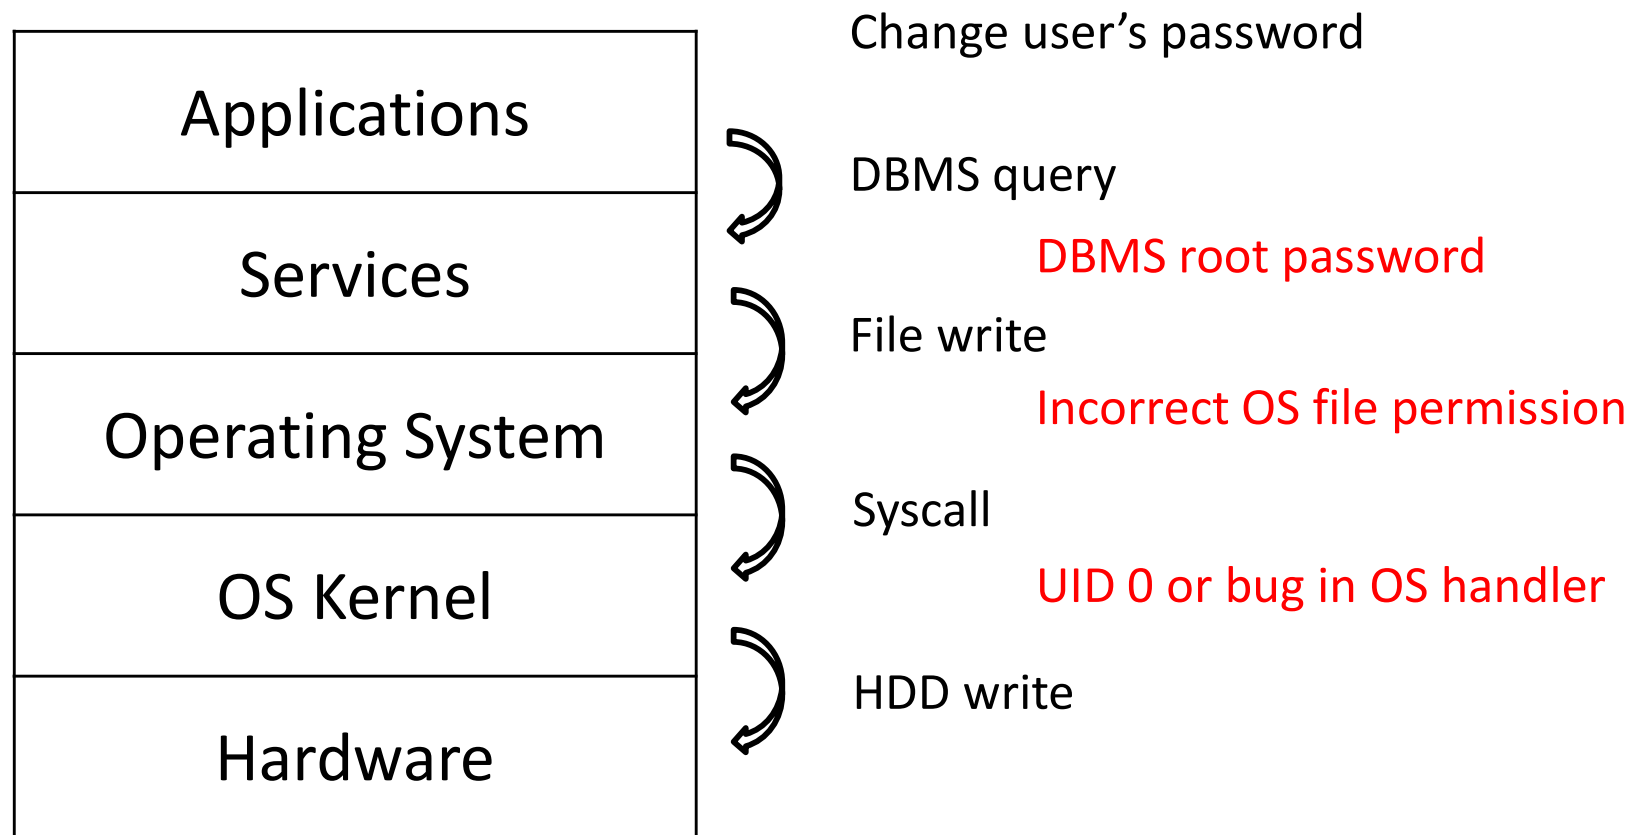 Change user’s password
Applications
DBMS query
DBMS root password
Services
File write
Incorrect OS file permission
Operating System
Syscall
UID 0 or bug in OS handler
OS Kernel
HDD write
Hardware